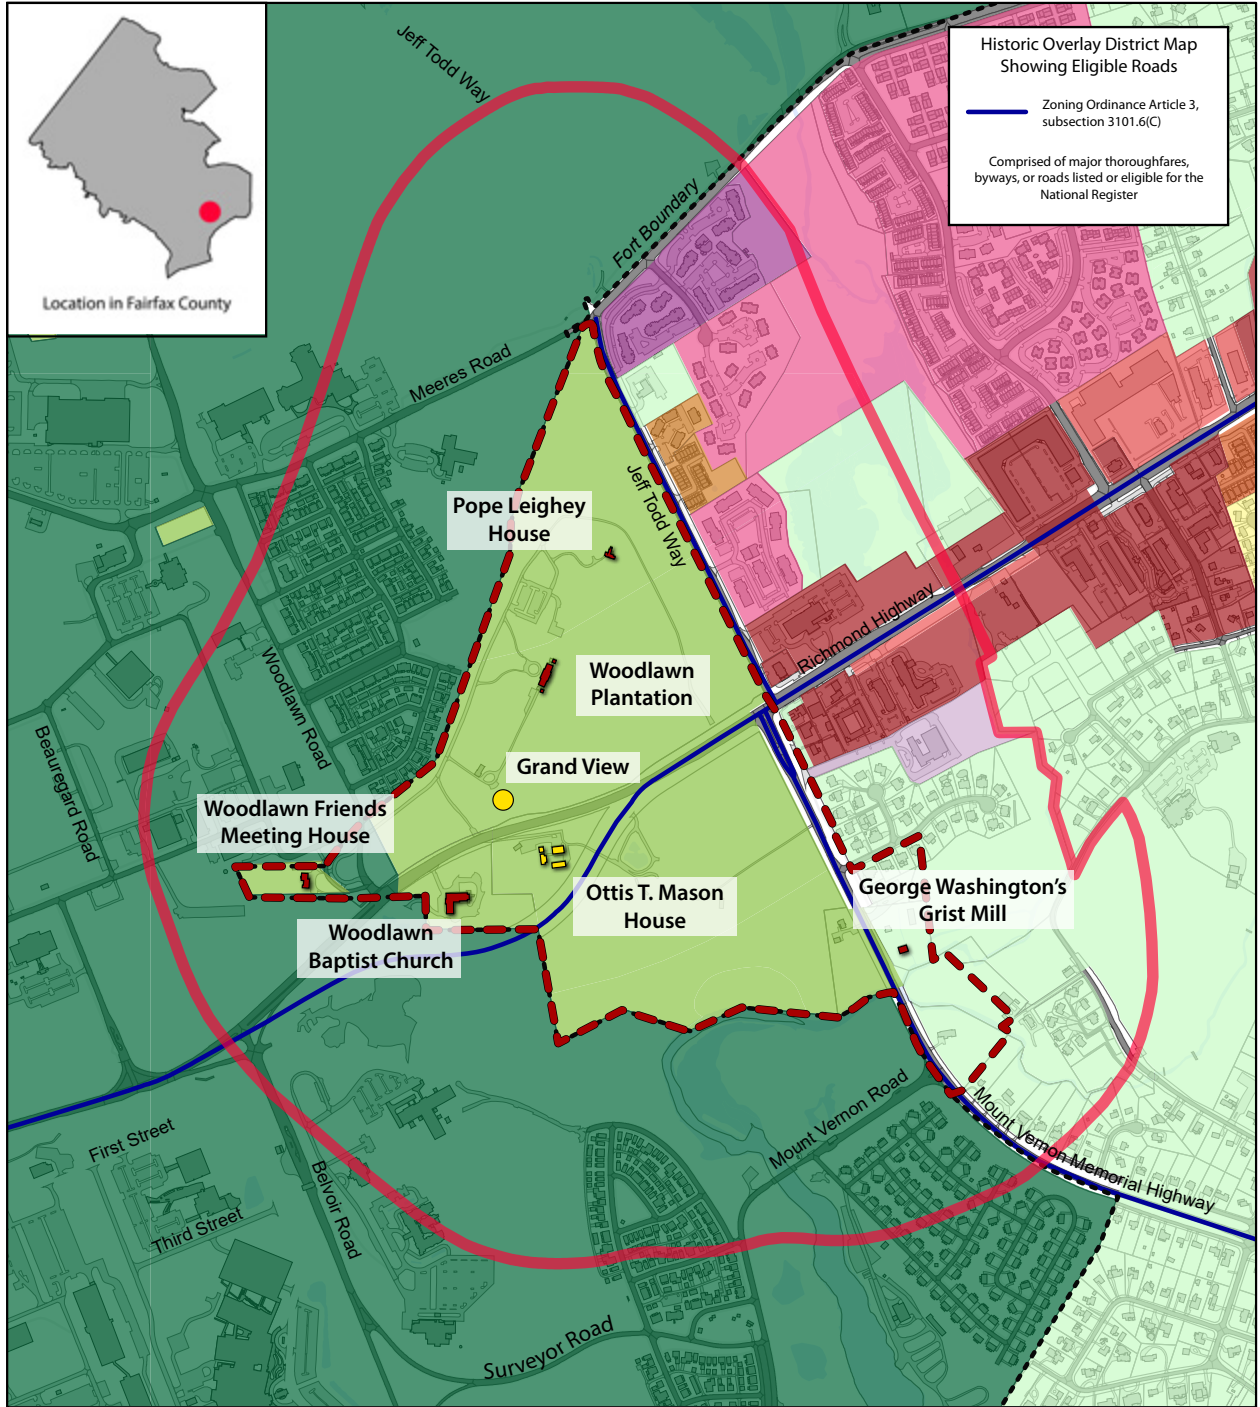 Location in Fairfax County
Historic Overlay District Map
Showing Eligible Roads
Zoning Ordinance Article 3,
subsection 3101.6(C)
Comprised of major thoroughfares,
byways, or roads listed or eligible for the
National Register
Jeff Todd Way
Fort Boundary
Meeres Road
Pope Leighey
House
Jeff Todd Way
Richmond Highway
Woodlawn
Plantation
Woodlawn Road
Beauregard Road
Grand View
Woodlawn Friends
Meeting House
Ottis T. Mason
House
George Washington's
Grist Mill
Woodlawn
Baptist Church
First Street
Third Street
Belvoir Road
Mount Vernon Road
Mount Vernon Memorial Highway
Surveyor Road